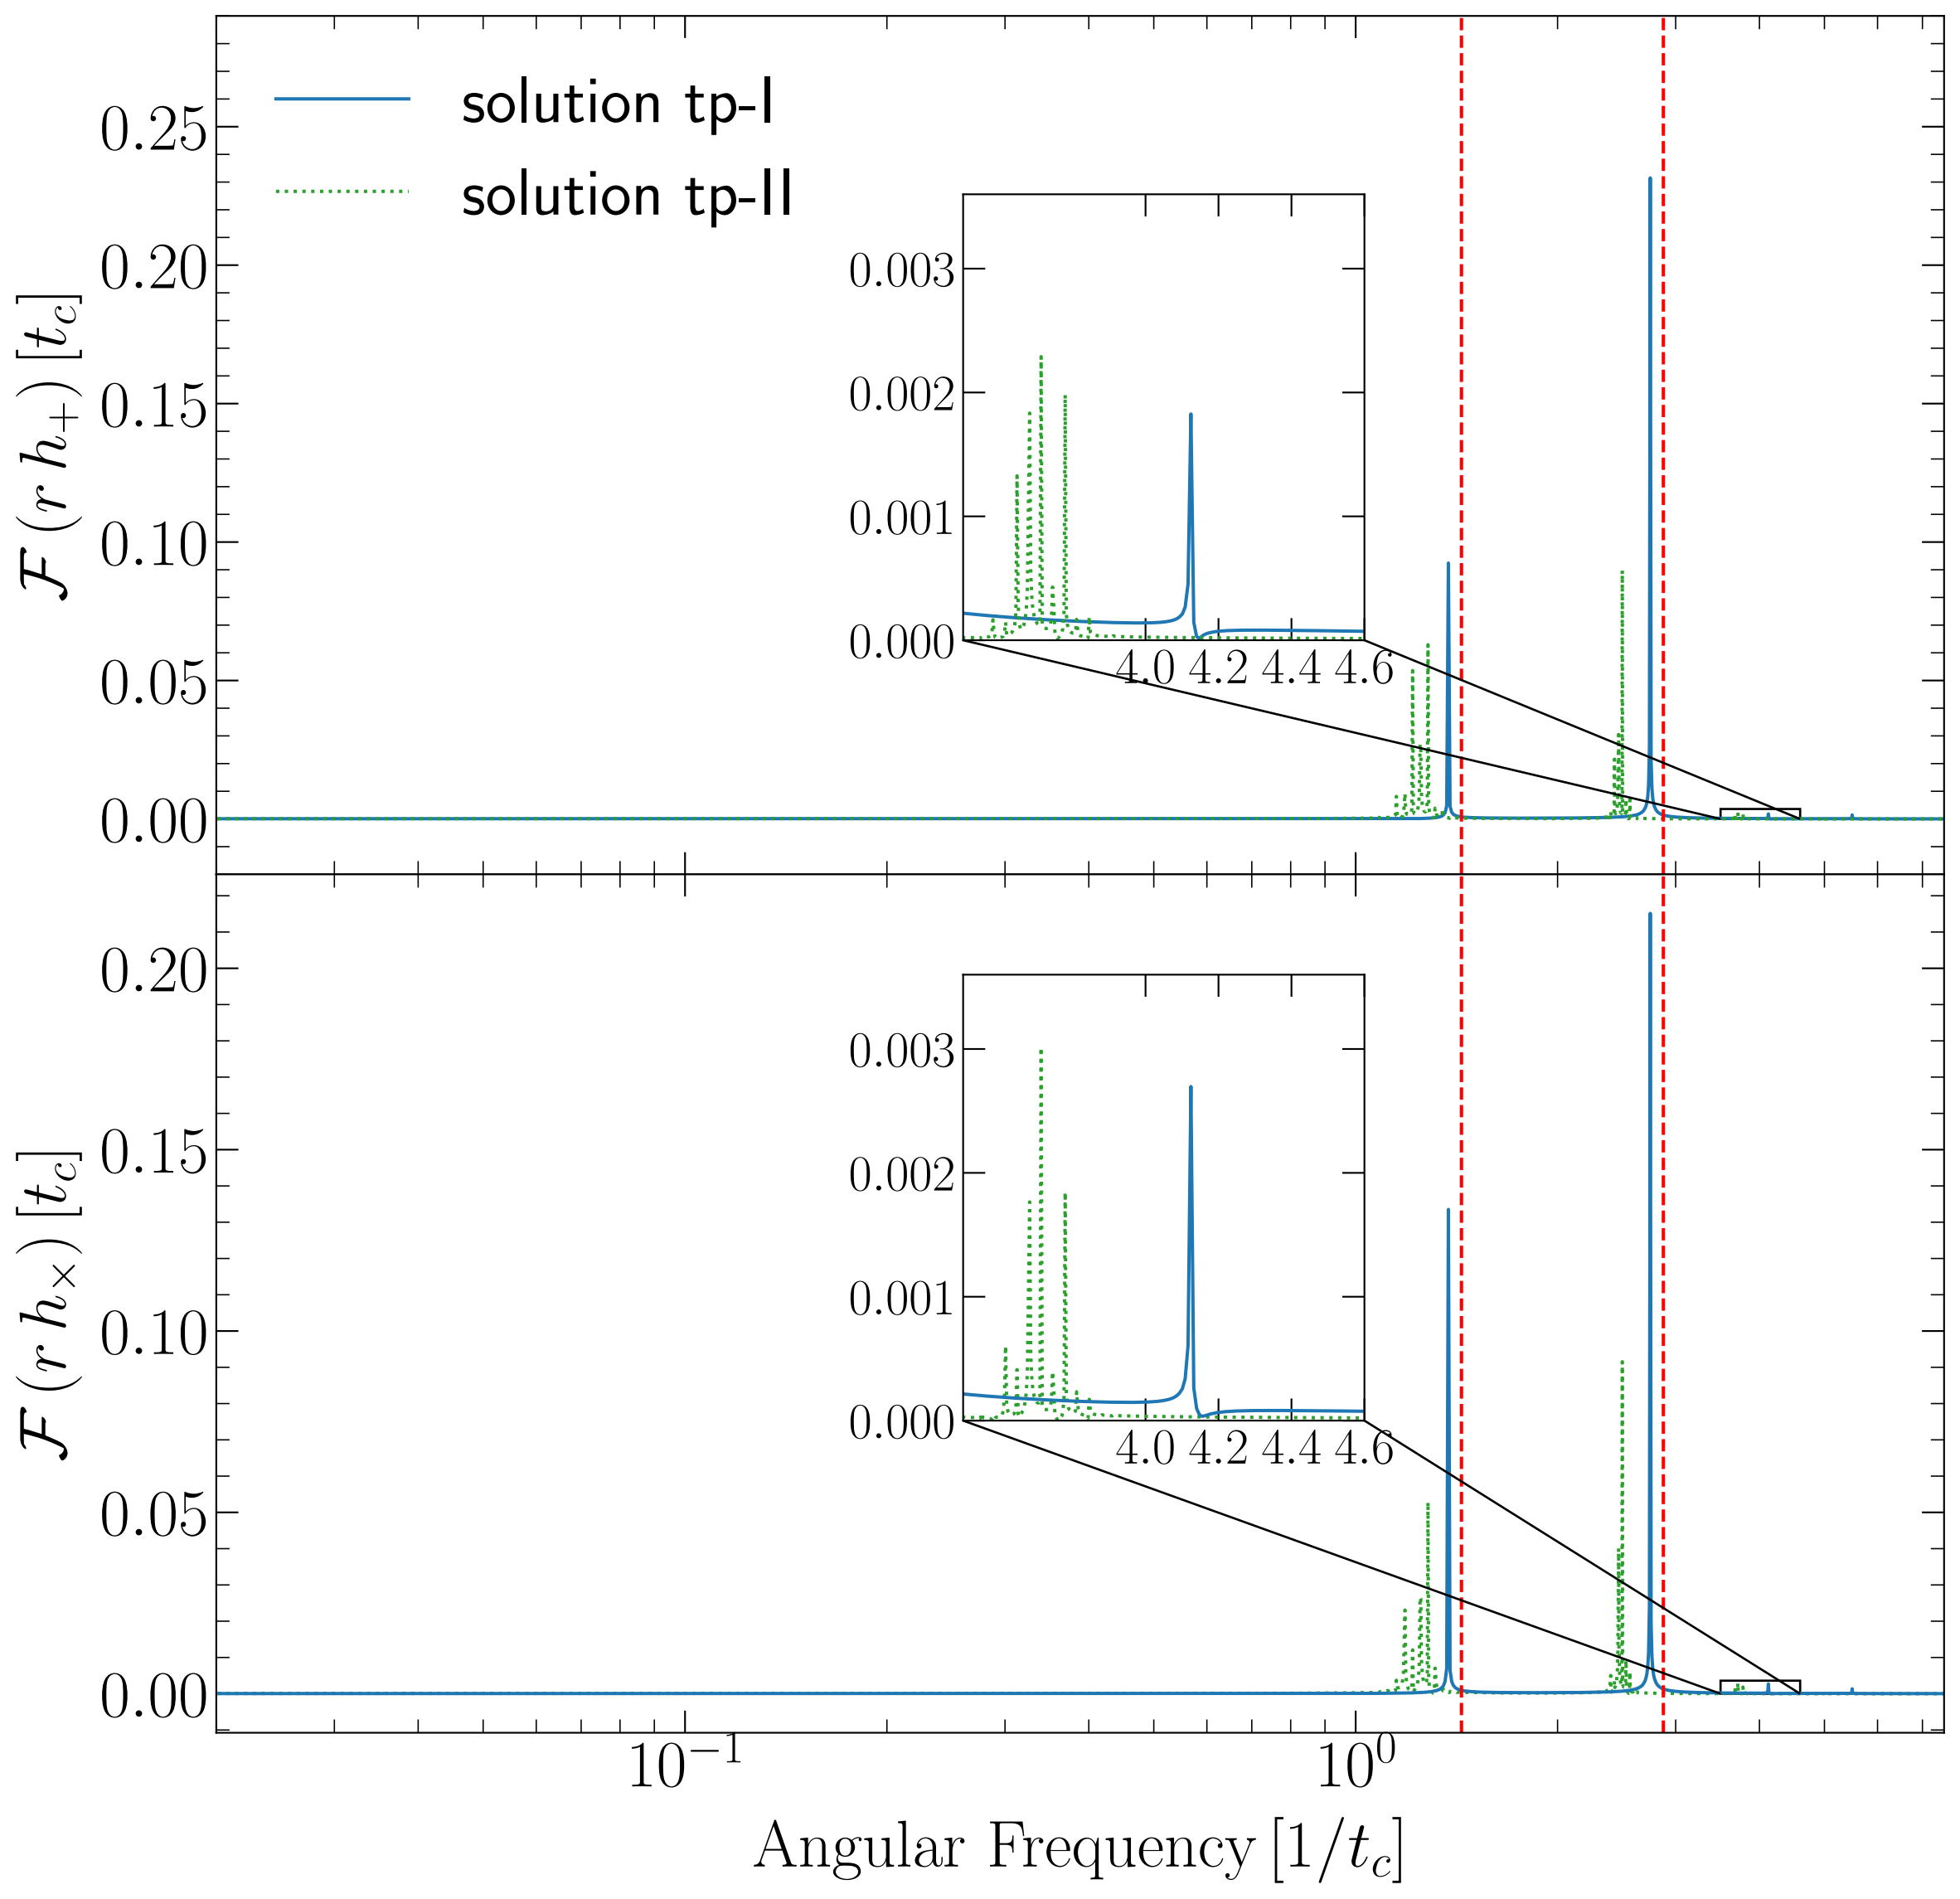 solution tp-I
solution tp-II
𝓕 (r h₊) [t_c]
0.25
0.20
0.15
0.10
0.05
0.00
0.003
0.002
0.001
0.000
4.0 4.2 4.4 4.6
𝓕 (r h_×) [t_c]
0.20
0.15
0.10
0.05
0.00
0.003
0.002
0.001
0.000
4.0 4.2 4.4 4.6
10⁻¹ 10⁰
Angular Frequency [1/t_c]